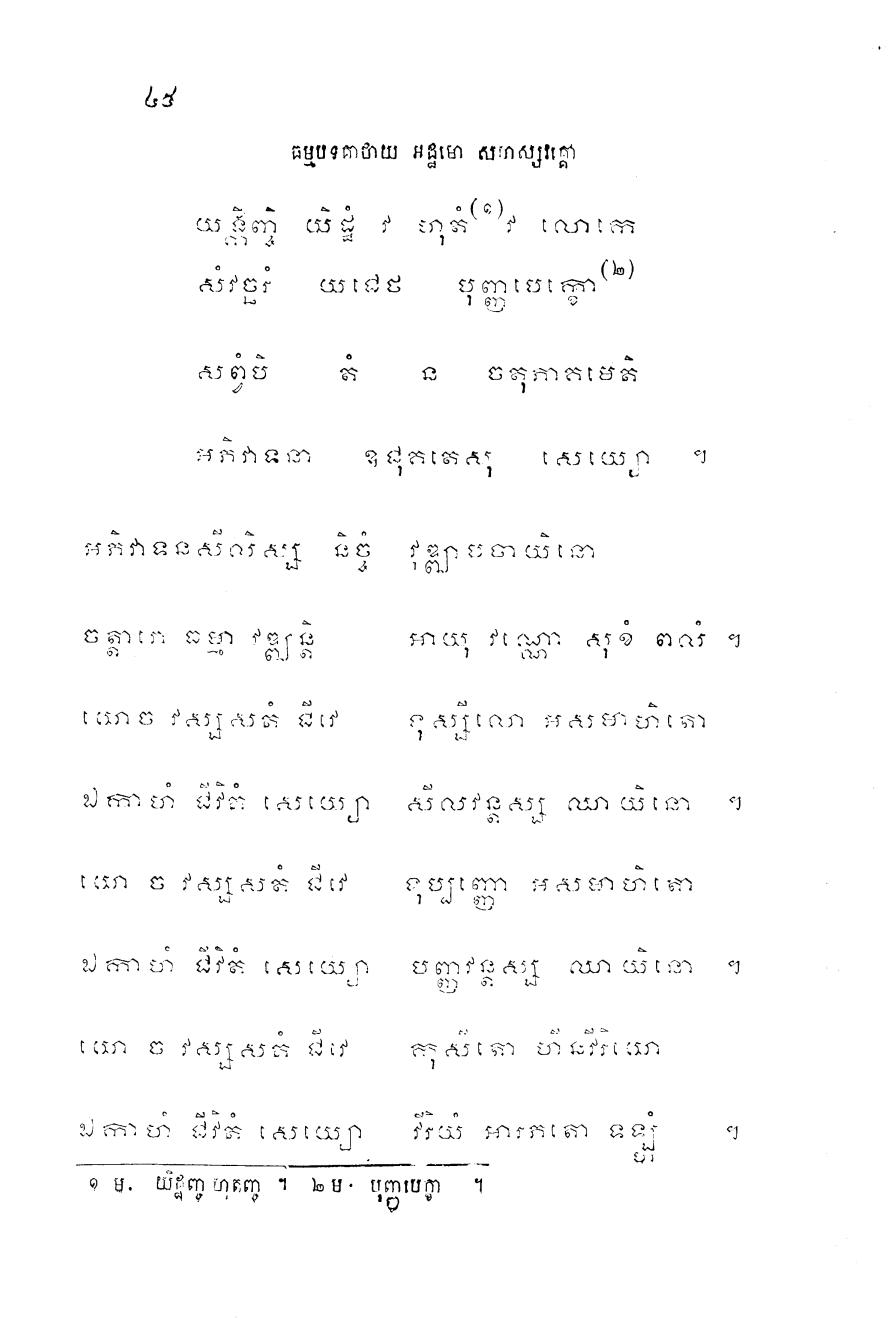 ៤៥
ធម្មបទគាថាយ អដ្ឋមោ សហស្សវគ្គោ
យង្កិញ្ចិ យិដ្ឋំ វ ហុតំ(១)វ លោកេ
សំវច្ឆរំ យជេថ បុញ្ញបេក្ខោ(២)
សព្វំបិ តំ ន ចតុភាគមេតិ
អភិវាទនា ឧជុគតេសុ សេយ្យោ ។
អភិវាទនសីលិស្ស និច្ចំ វុឌ្ឍាបចាយិនោ
ចត្តារោ ធម្មា វឌ្ឍន្តិ អាយុ វណ្ណោ សុខំ ពលំ ។
យោច វស្សសតំ ជីវេ ទុស្សីលោ អសមាហិតោ
ឯកាហំ ជីវិតំ សេយ្យោ សីលវន្តស្ស ឈាយិនោ ។
យោ ច វស្សសតំ ជីវេ ទុប្បញ្ញោ អសមាហិតោ
ឯកាហំ ជីវិតំ សេយ្យោ បញ្ញវន្តស្ស ឈាយិនោ ។
យោ ច វស្សសតំ ជីវេ កុសីតោ ហីនវីរិយោ
ឯកាហំ ជីវិតំ សេយ្យោ វីរិយំ អារភតោ ទឡ្ហំ ។
១ ម. យិដ្ឋញ្ច ហុតញ្ច ។ ២ ម. បុញ្ញបេក្ខា ។